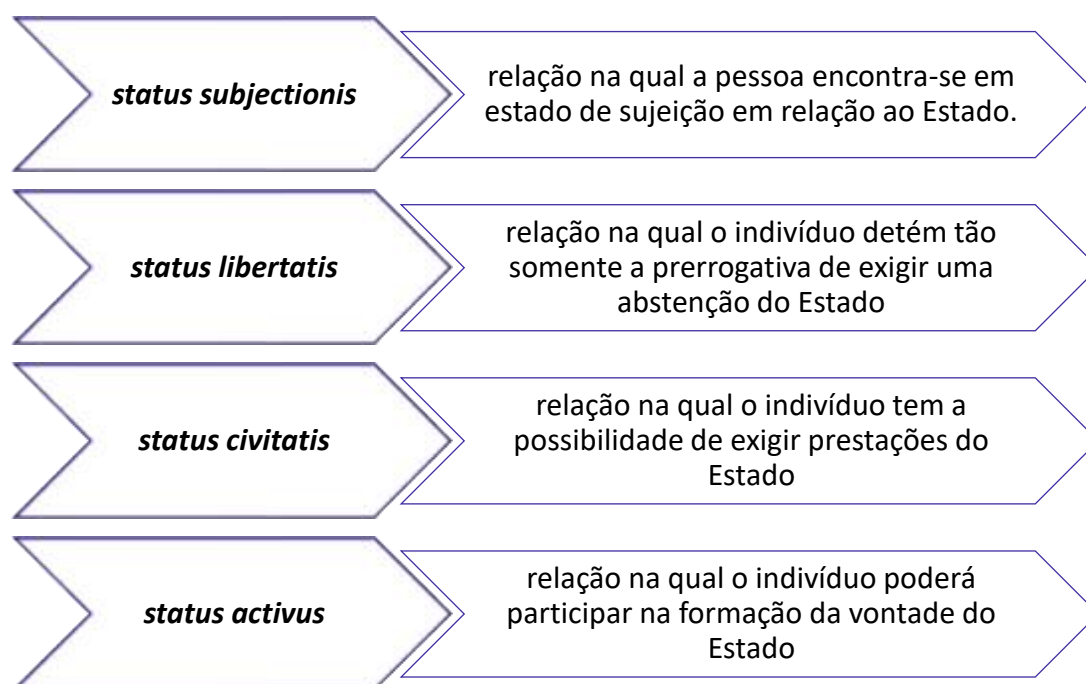 status subjectionis
relação na qual a pessoa encontra-se em
estado de sujeição em relação ao Estado.
status libertatis
relação na qual o indivíduo detém tão
somente a prerrogativa de exigir uma
abstenção do Estado
status civitatis
relação na qual o indivíduo tem a
possibilidade de exigir prestações do
Estado
status activus
relação na qual o indivíduo poderá
participar na formação da vontade do
Estado